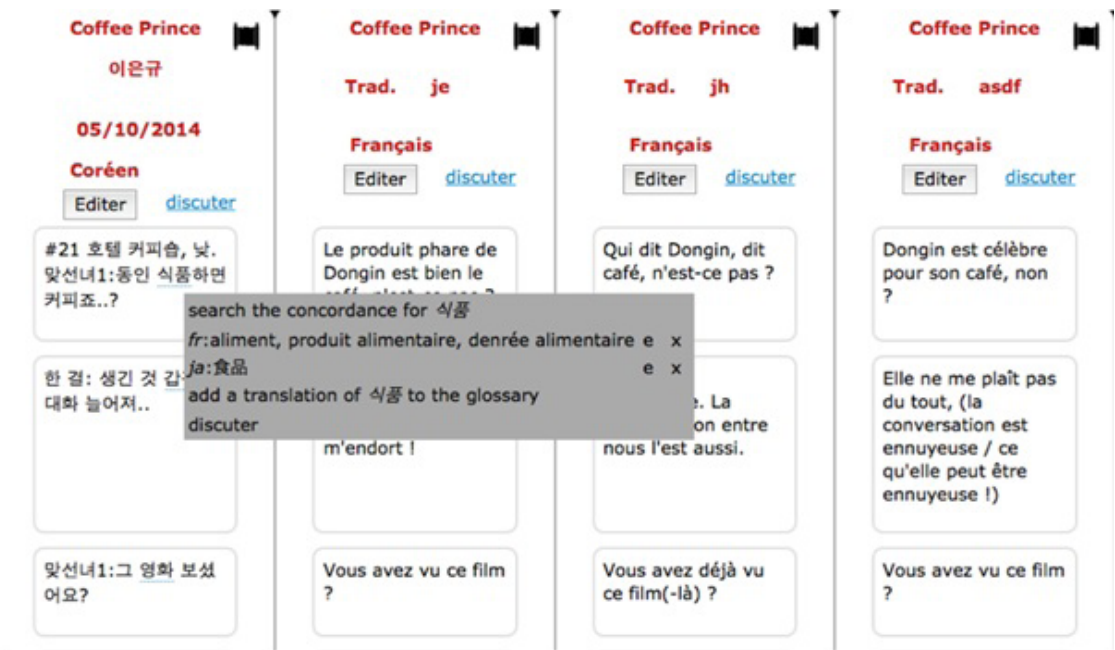 Coffee Prince
이은규
05/10/2014
Coréen
Editer discuter
#21 호텔 커피숍, 낮.
맞선녀1:동인 식품하면
커피죠..?
한 결: 생긴 것
대화 늘어져..
맞선녀1:그 영화 보셨
어요?
Coffee Prince
Trad. je
Français
Editer discuter
Le produit phare de
Dongin est bien le
café, n'est-ce pas ?
m'endort !
Vous avez vu ce film
?
search the concordance for 식품
fr:aliment, produit alimentaire, denrée alimentaire e x
ja:食品 e x
add a translation of 식품 to the glossary
discuter
Coffee Prince
Trad. jh
Français
Editer discuter
Qui dit Dongin, dit
café, n'est-ce pas ?
La
entre
nous l'est aussi.
Vous avez déjà vu
ce film(-là) ?
Coffee Prince
Trad. asdf
Français
Editer discuter
Dongin est célèbre
pour son café, non
?
Elle ne me plaît pas
du tout, (la
conversation est
ennuyeuse / ce
qu'elle peut être
ennuyeuse !)
Vous avez vu ce film
?